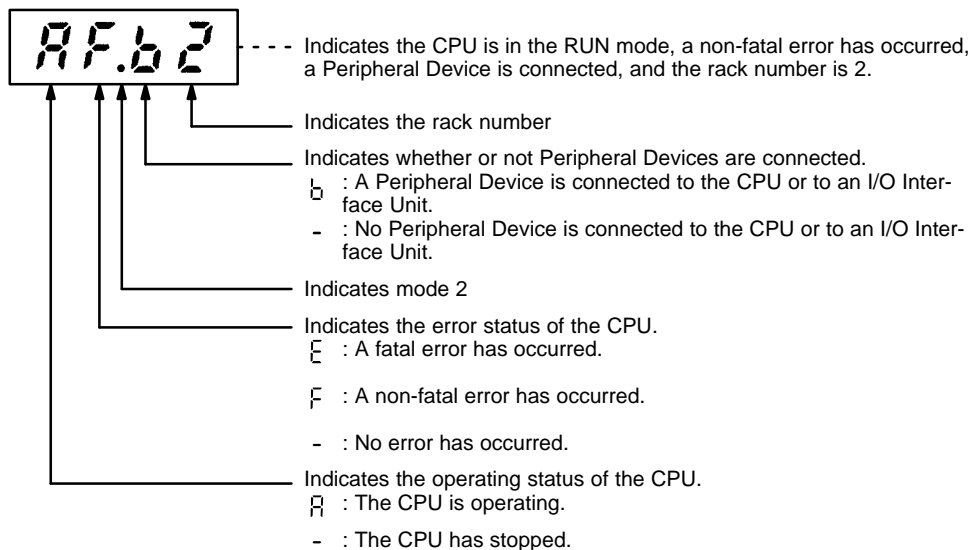 AF.b2
Indicates the CPU is in the RUN mode, a non-fatal error has occurred,
a Peripheral Device is connected, and the rack number is 2.
Indicates the rack number
Indicates whether or not Peripheral Devices are connected.
b : A Peripheral Device is connected to the CPU or to an I/O Inter-
face Unit.
- : No Peripheral Device is connected to the CPU or to an I/O Inter-
face Unit.
Indicates mode 2
Indicates the error status of the CPU.
E : A fatal error has occurred.
F : A non-fatal error has occurred.
- : No error has occurred.
Indicates the operating status of the CPU.
A : The CPU is operating.
- : The CPU has stopped.